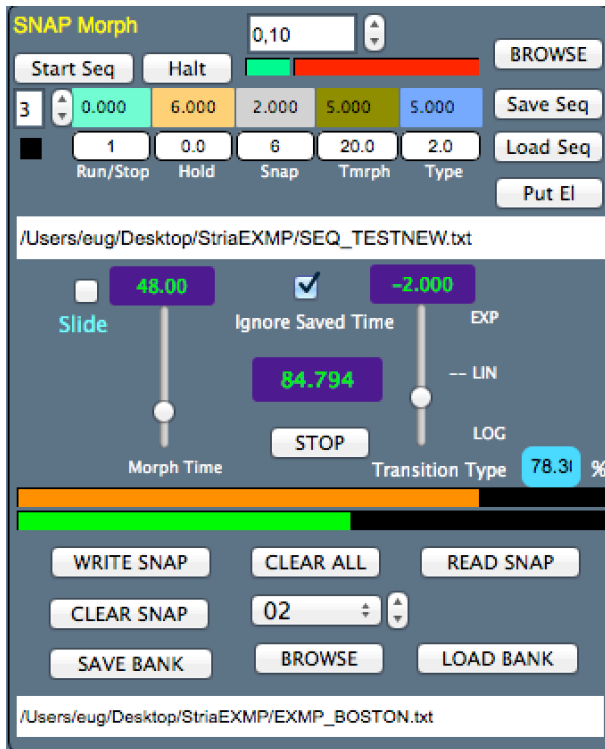 SNAP Morph
0,10
BROWSE
Start Seq Halt
3 0.000 6.000 2.000 5.000 5.000 Save Seq
1 0.0 6 20.0 2.0 Load Seq
Run/Stop Hold Snap Tmrph Type
Put El
/Users/eug/Desktop/StriaEXMP/SEQ_TESTNEW.txt
48.00 -2.000
Slide Ignore Saved Time EXP
84.794 -- LIN
STOP LOG
Morph Time Transition Type 78.3 %
WRITE SNAP CLEAR ALL READ SNAP
CLEAR SNAP 02
SAVE BANK BROWSE LOAD BANK
/Users/eug/Desktop/StriaEXMP/EXMP_BOSTON.txt